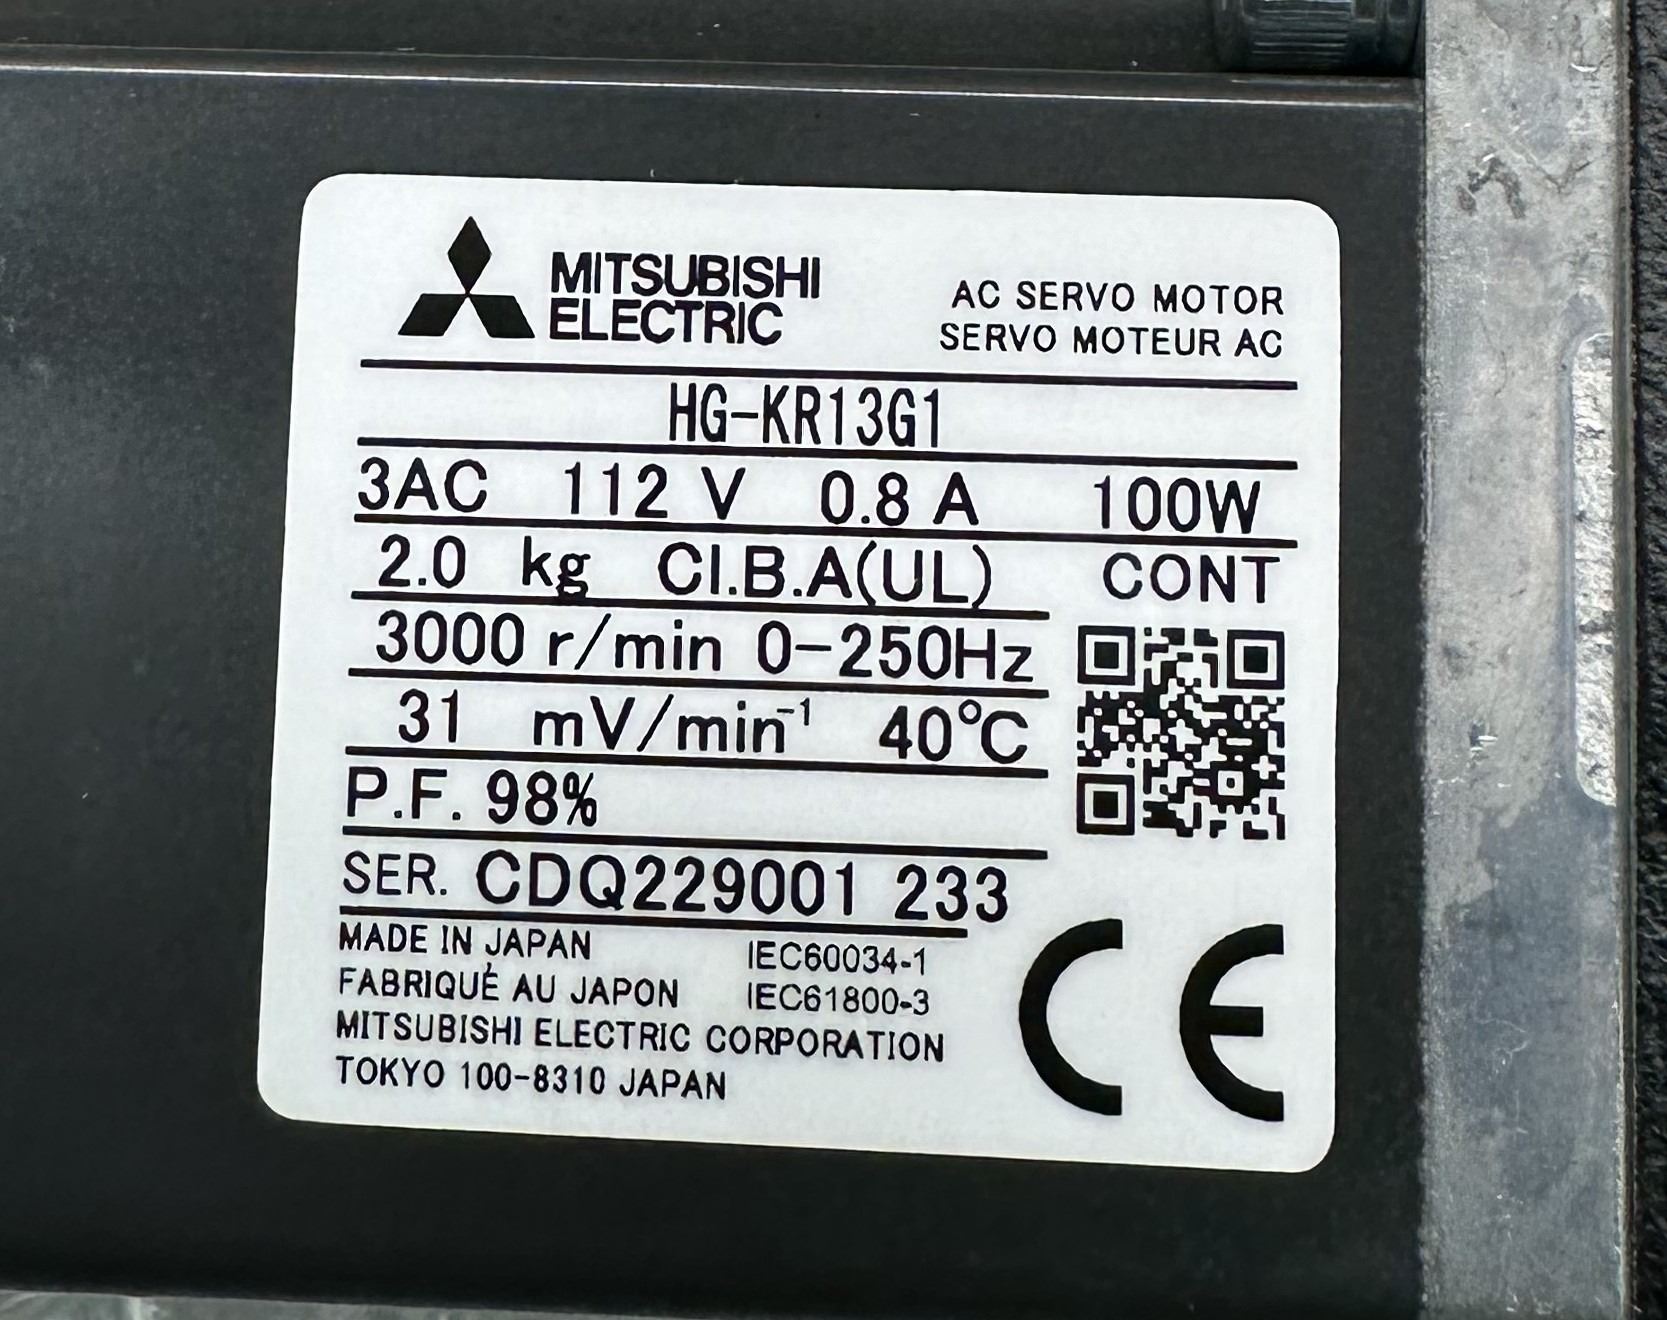 MITSUBISHI
ELECTRIC
AC SERVO MOTOR
SERVO MOTEUR AC
HG-KR13G1
3AC 112 V 0.8 A 100W
2.0 kg Cl.B.A(UL) CONT
3000 r/min 0-250Hz
31 mV/min⁻¹ 40°C
P.F. 98%
SER. CDQ229001 233
MADE IN JAPAN IEC60034-1
FABRIQUÉ AU JAPON IEC61800-3
MITSUBISHI ELECTRIC CORPORATION
TOKYO 100-8310 JAPAN
CE